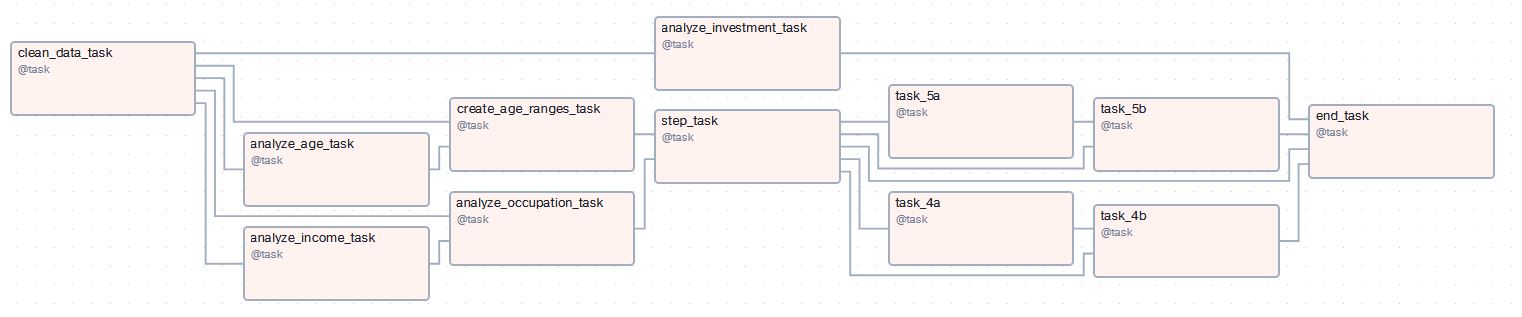 clean_data_task
@task
analyze_age_task
@task
analyze_income_task
@task
create_age_ranges_task
@task
analyze_occupation_task
@task
analyze_investment_task
@task
step_task
@task
task_5a
@task
task_4a
@task
task_5b
@task
task_4b
@task
end_task
@task